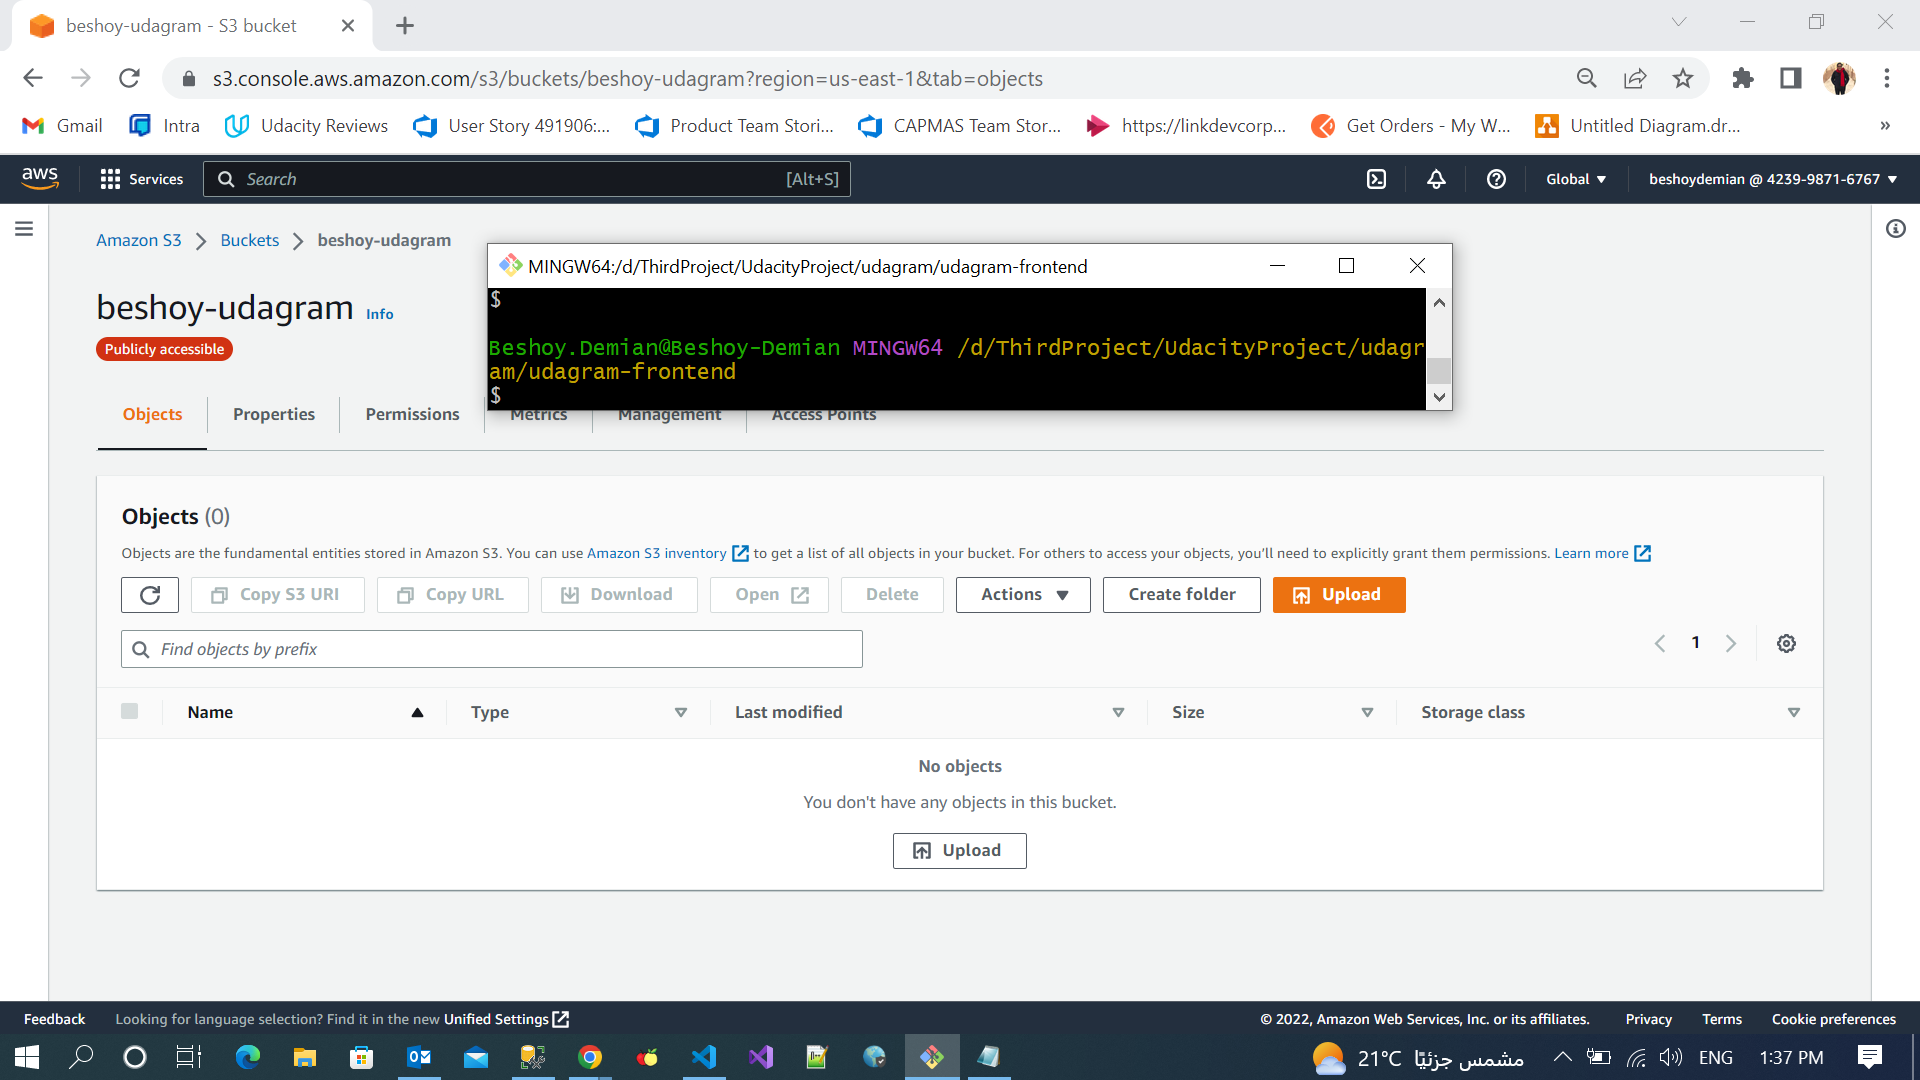 beshoy-udagram - S3 bucket
s3.console.aws.amazon.com/s3/buckets/beshoy-udagram?region=us-east-1&tab=objects
Gmail
Intra
Udacity Reviews
User Story 491906:...
Product Team Stori...
CAPMAS Team Stor...
https://linkdevcorp...
Get Orders - My W...
Untitled Diagram.dr...
»
aws
Services
Search
[Alt+S]
Global
beshoydemian @ 4239-9871-6767
Amazon S3
Buckets
beshoy-udagram
MINGW64:/d/ThirdProject/UdacityProject/udagram/udagram-frontend
$
Beshoy.Demian@Beshoy-Demian MINGW64 /d/ThirdProject/UdacityProject/udagr
am/udagram-frontend
$
beshoy-udagram
Info
Publicly accessible
Objects
Properties
Permissions
Metrics
Management
Access Points
Objects (0)
Objects are the fundamental entities stored in Amazon S3. You can use Amazon S3 inventory to get a list of all objects in your bucket. For others to access your objects, you'll need to explicitly grant them permissions. Learn more
Copy S3 URI
Copy URL
Download
Open
Delete
Actions
Create folder
Upload
Find objects by prefix
1
Name
Type
Last modified
Size
Storage class
No objects
You don't have any objects in this bucket.
Upload
Feedback
Looking for language selection? Find it in the new Unified Settings
© 2022, Amazon Web Services, Inc. or its affiliates.
Privacy
Terms
Cookie preferences
21°C مشمس جزئيًا
ENG
1:37 PM